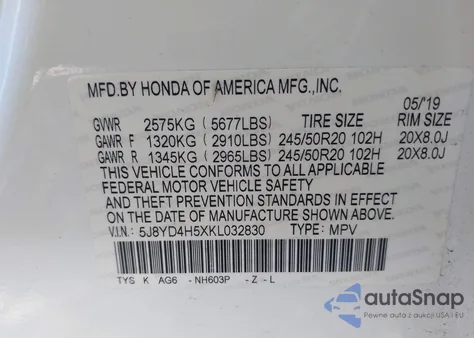 MFD.BY HONDA OF AMERICA MFG.,INC.
05/'19
GVWR 2575KG (5677LBS) TIRE SIZE RIM SIZE
GAWR F 1320KG (2910LBS) 245/50R20 102H 20X8.0J
GAWR R 1345KG (2965LBS) 245/50R20 102H 20X8.0J
THIS VEHICLE CONFORMS TO ALL APPLICABLE
FEDERAL MOTOR VEHICLE SAFETY
AND THEFT PREVENTION STANDARDS IN EFFECT
ON THE DATE OF MANUFACTURE SHOWN ABOVE.
V.I.N.: 5J8YD4H5XKL032830 TYPE: MPV
TYS K AG6 -NH603P -Z -L
autoSnap
Pewne auta z USA i EU